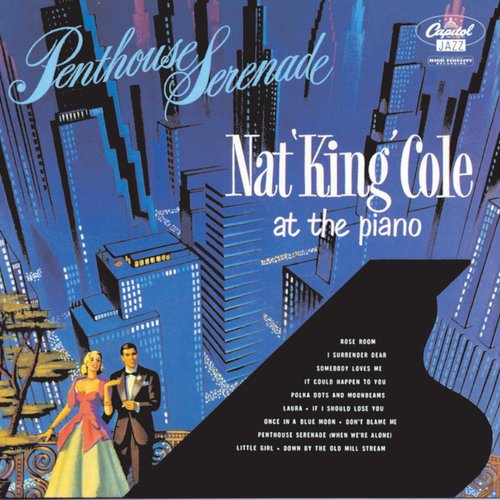 Penthouse Serenade
Capitol
JAZZ
HIGH FIDELITY
RECORDING
Nat 'King' Cole
at the piano
ROSE ROOM
I SURRENDER DEAR
SOMEBODY LOVES ME
IT COULD HAPPEN TO YOU
POLKA DOTS AND MOONBEAMS
LAURA • IF I SHOULD LOSE YOU
ONCE IN A BLUE MOON • DON'T BLAME ME
PENTHOUSE SERENADE (WHEN WE'RE ALONE)
LITTLE GIRL • DOWN BY THE OLD MILL STREAM